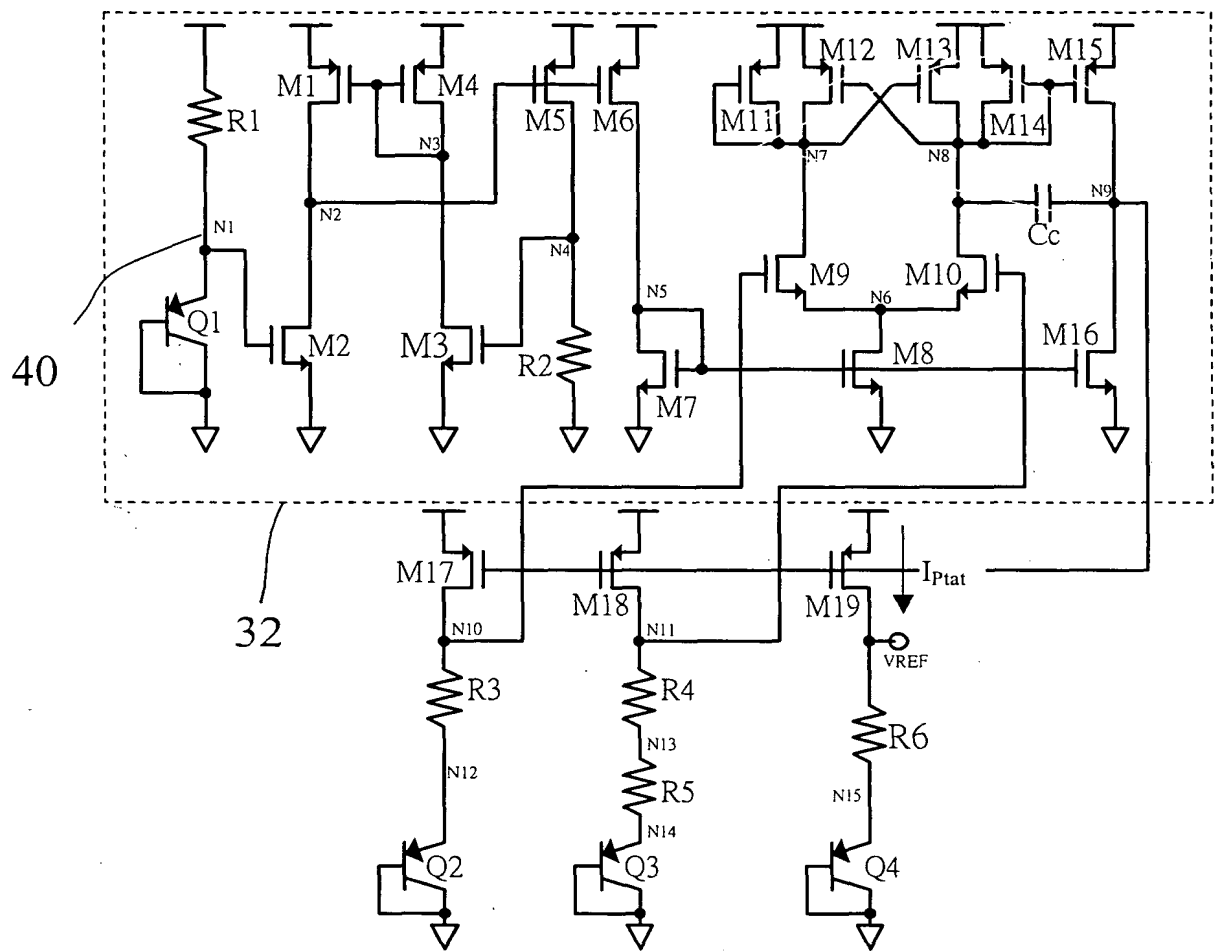 M12 M13 M15
M1 M4
R1 M5 M6 M11 M14
N3 N7 N8
N1 N2 N4 Cc N9
M9 M10
Q1 N5 N6
M2 M3 R2 M8 M16
40 M7
M17 M18 M19 IPtat
32 N10 N11 VREF
R3 R4 R6
N13
N12 R5 N15
N14
Q2 Q3 Q4